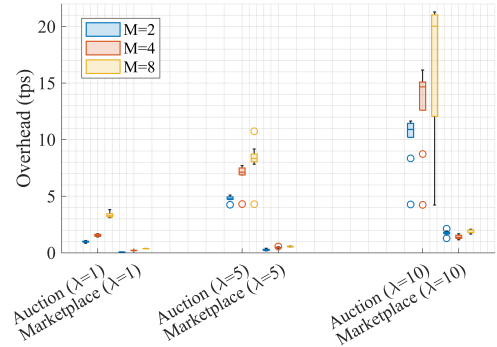 M=2
M=4
M=8
Overhead (tps)
20
15
10
5
0
Auction (λ=1)
Marketplace (λ=1)
Auction (λ=5)
Marketplace (λ=5)
Auction (λ=10)
Marketplace (λ=10)